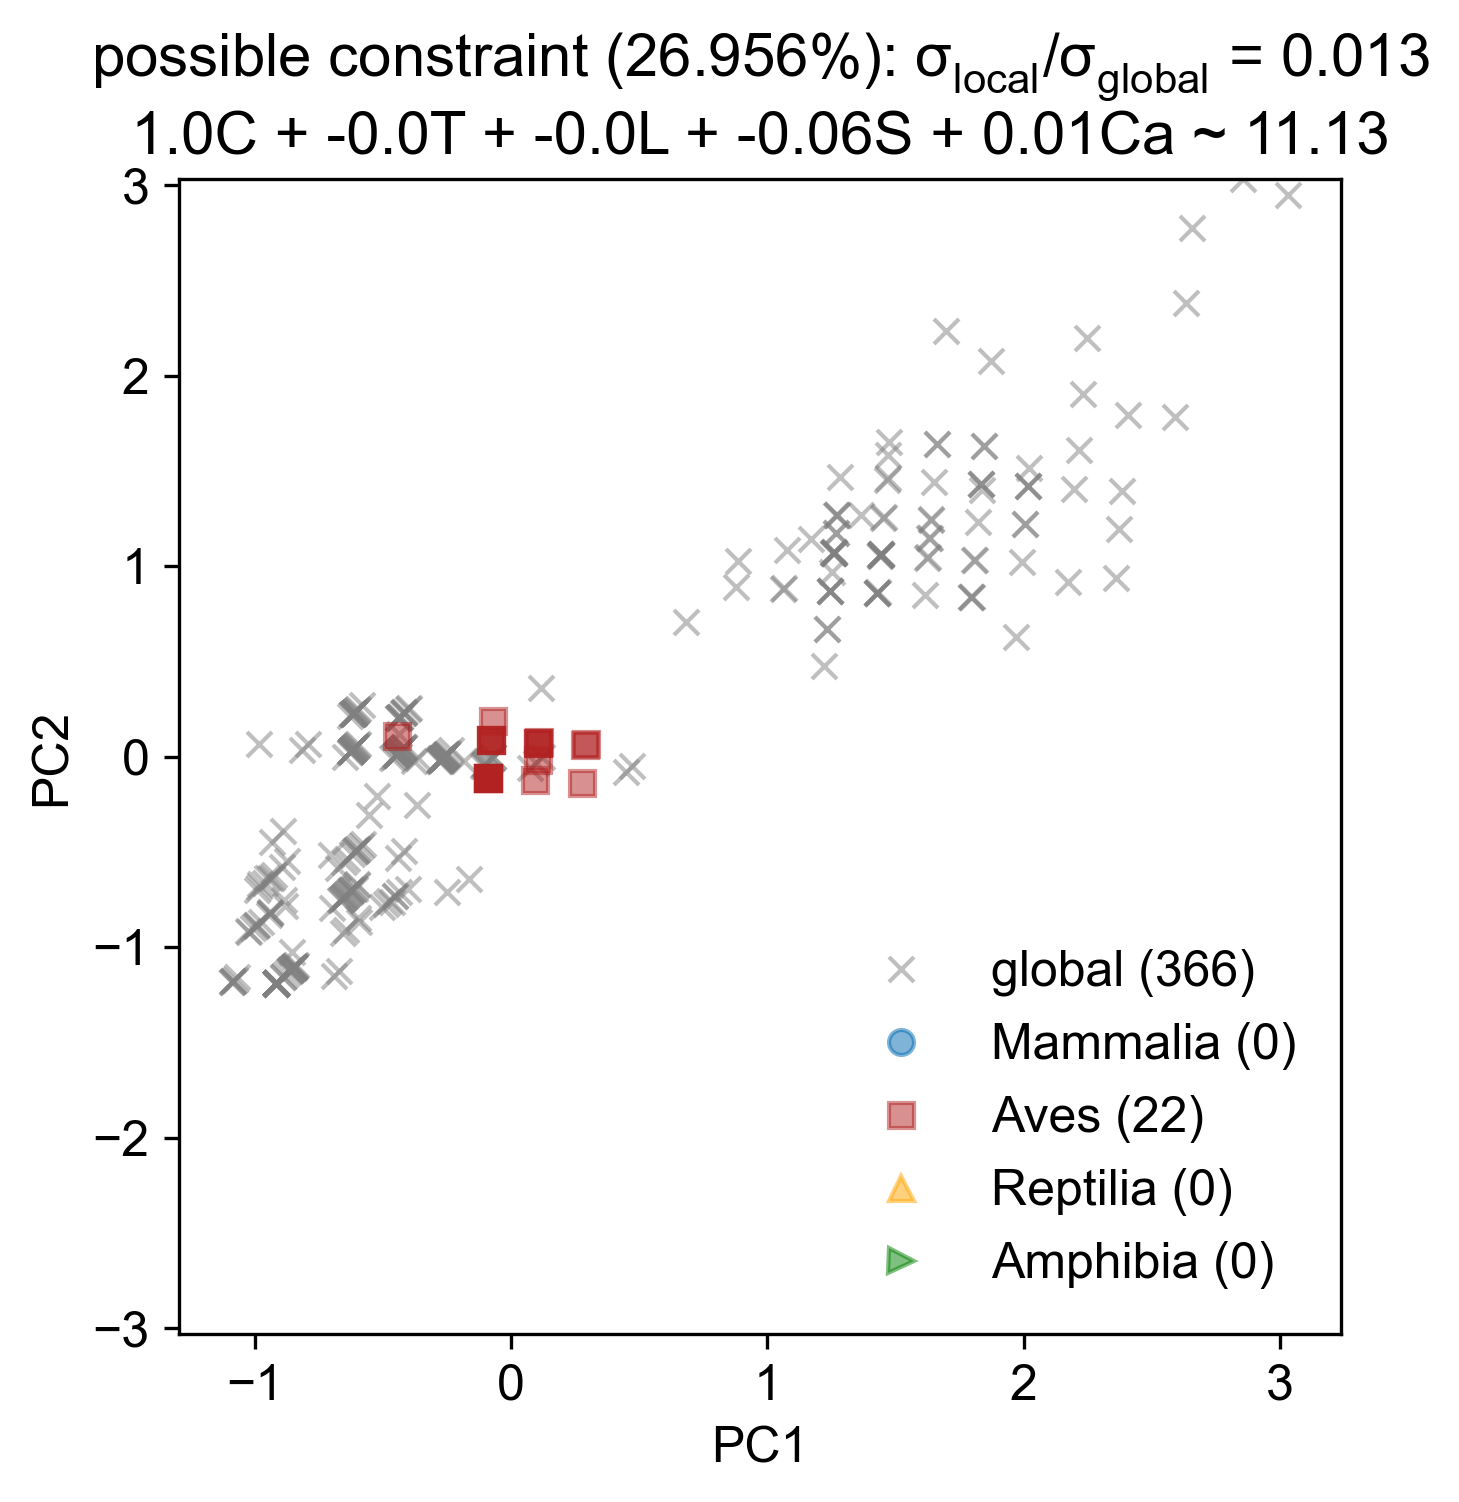 possible constraint (26.956%): σlocal/σglobal = 0.013
1.0C + -0.0T + -0.0L + -0.06S + 0.01Ca ~ 11.13
3
2
1
0
−1
−2
−3
PC2
global (366)
Mammalia (0)
Aves (22)
Reptilia (0)
Amphibia (0)
−1 0 1 2 3
PC1